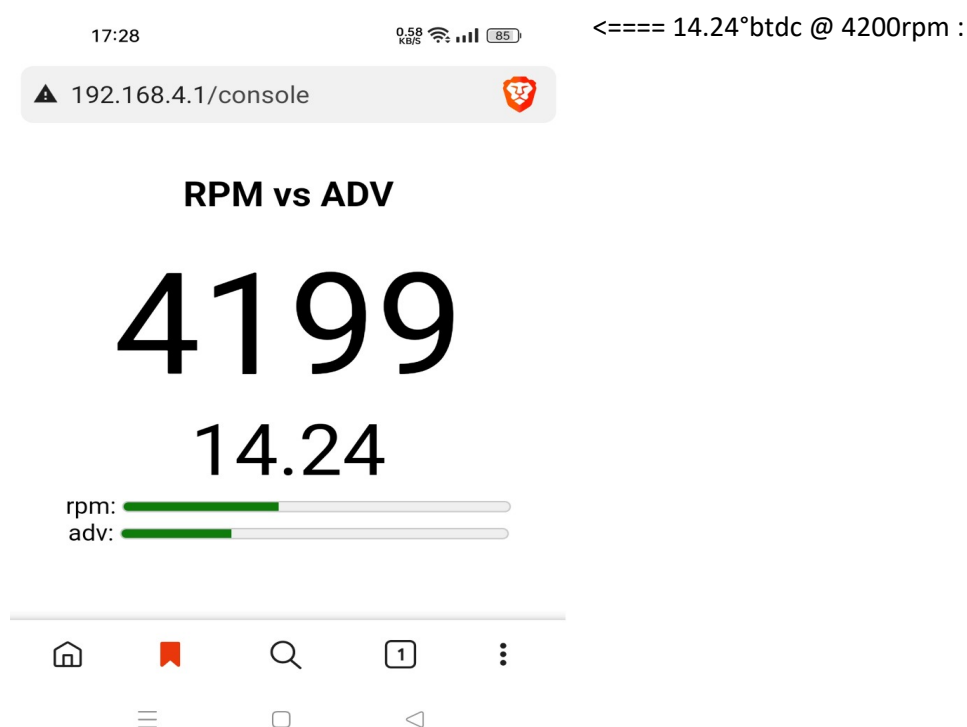 17:28 0.58 KB/S 85
<==== 14.24°btdc @ 4200rpm :
192.168.4.1/console
RPM vs ADV
4199
14.24
rpm:
adv:
1